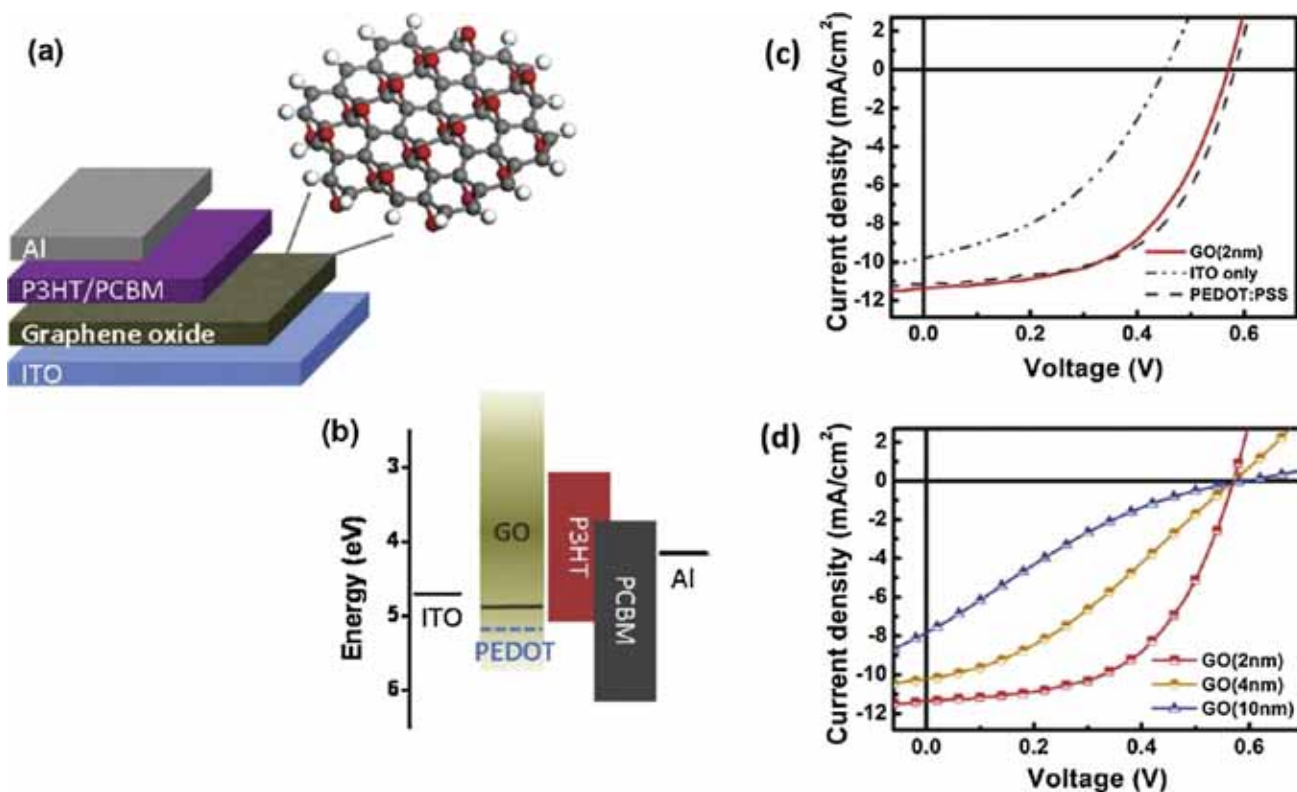 (a)
Al
P3HT/PCBM
Graphene oxide
ITO
(b)
Energy (eV)
3
4
5
6
ITO
GO
PEDOT
P3HT
PCBM
Al
(c)
Current density (mA/cm²)
2
0
-2
-4
-6
-8
-10
-12
GO(2nm)
ITO only
PEDOT:PSS
0.0 0.2 0.4 0.6
Voltage (V)
(d)
Current density (mA/cm²)
2
0
-2
-4
-6
-8
-10
-12
GO(2nm)
GO(4nm)
GO(10nm)
0.0 0.2 0.4 0.6
Voltage (V)